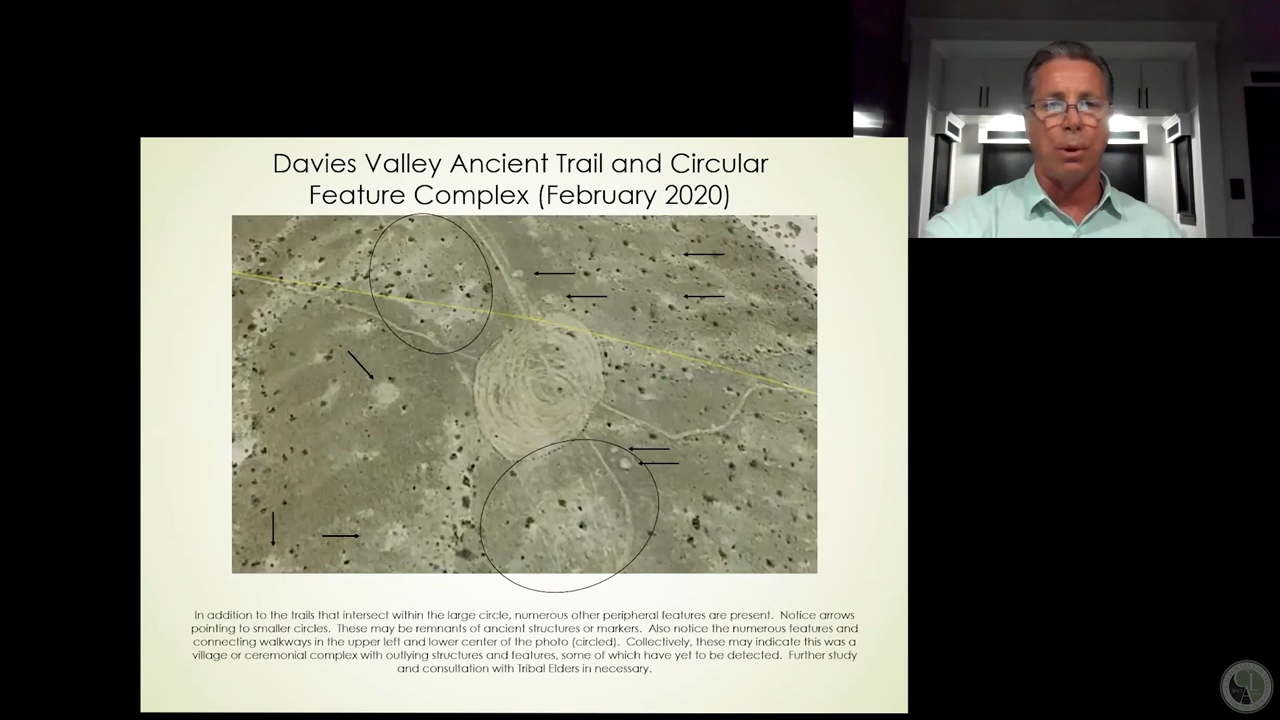 Davies Valley Ancient Trail and Circular
Feature Complex (February 2020)
In addition to the trails that intersect within the large circle, numerous other peripheral features are present.  Notice arrows
pointing to smaller circles.  These may be remnants of ancient structures or markers.  Also notice the numerous features and
connecting walkways in the upper left and lower center of the photo (circled).  Collectively, these may indicate this was a
village or ceremonial complex with outlying structures and features, some of which have yet to be detected.  Further study
and consultation with Tribal Elders in necessary.